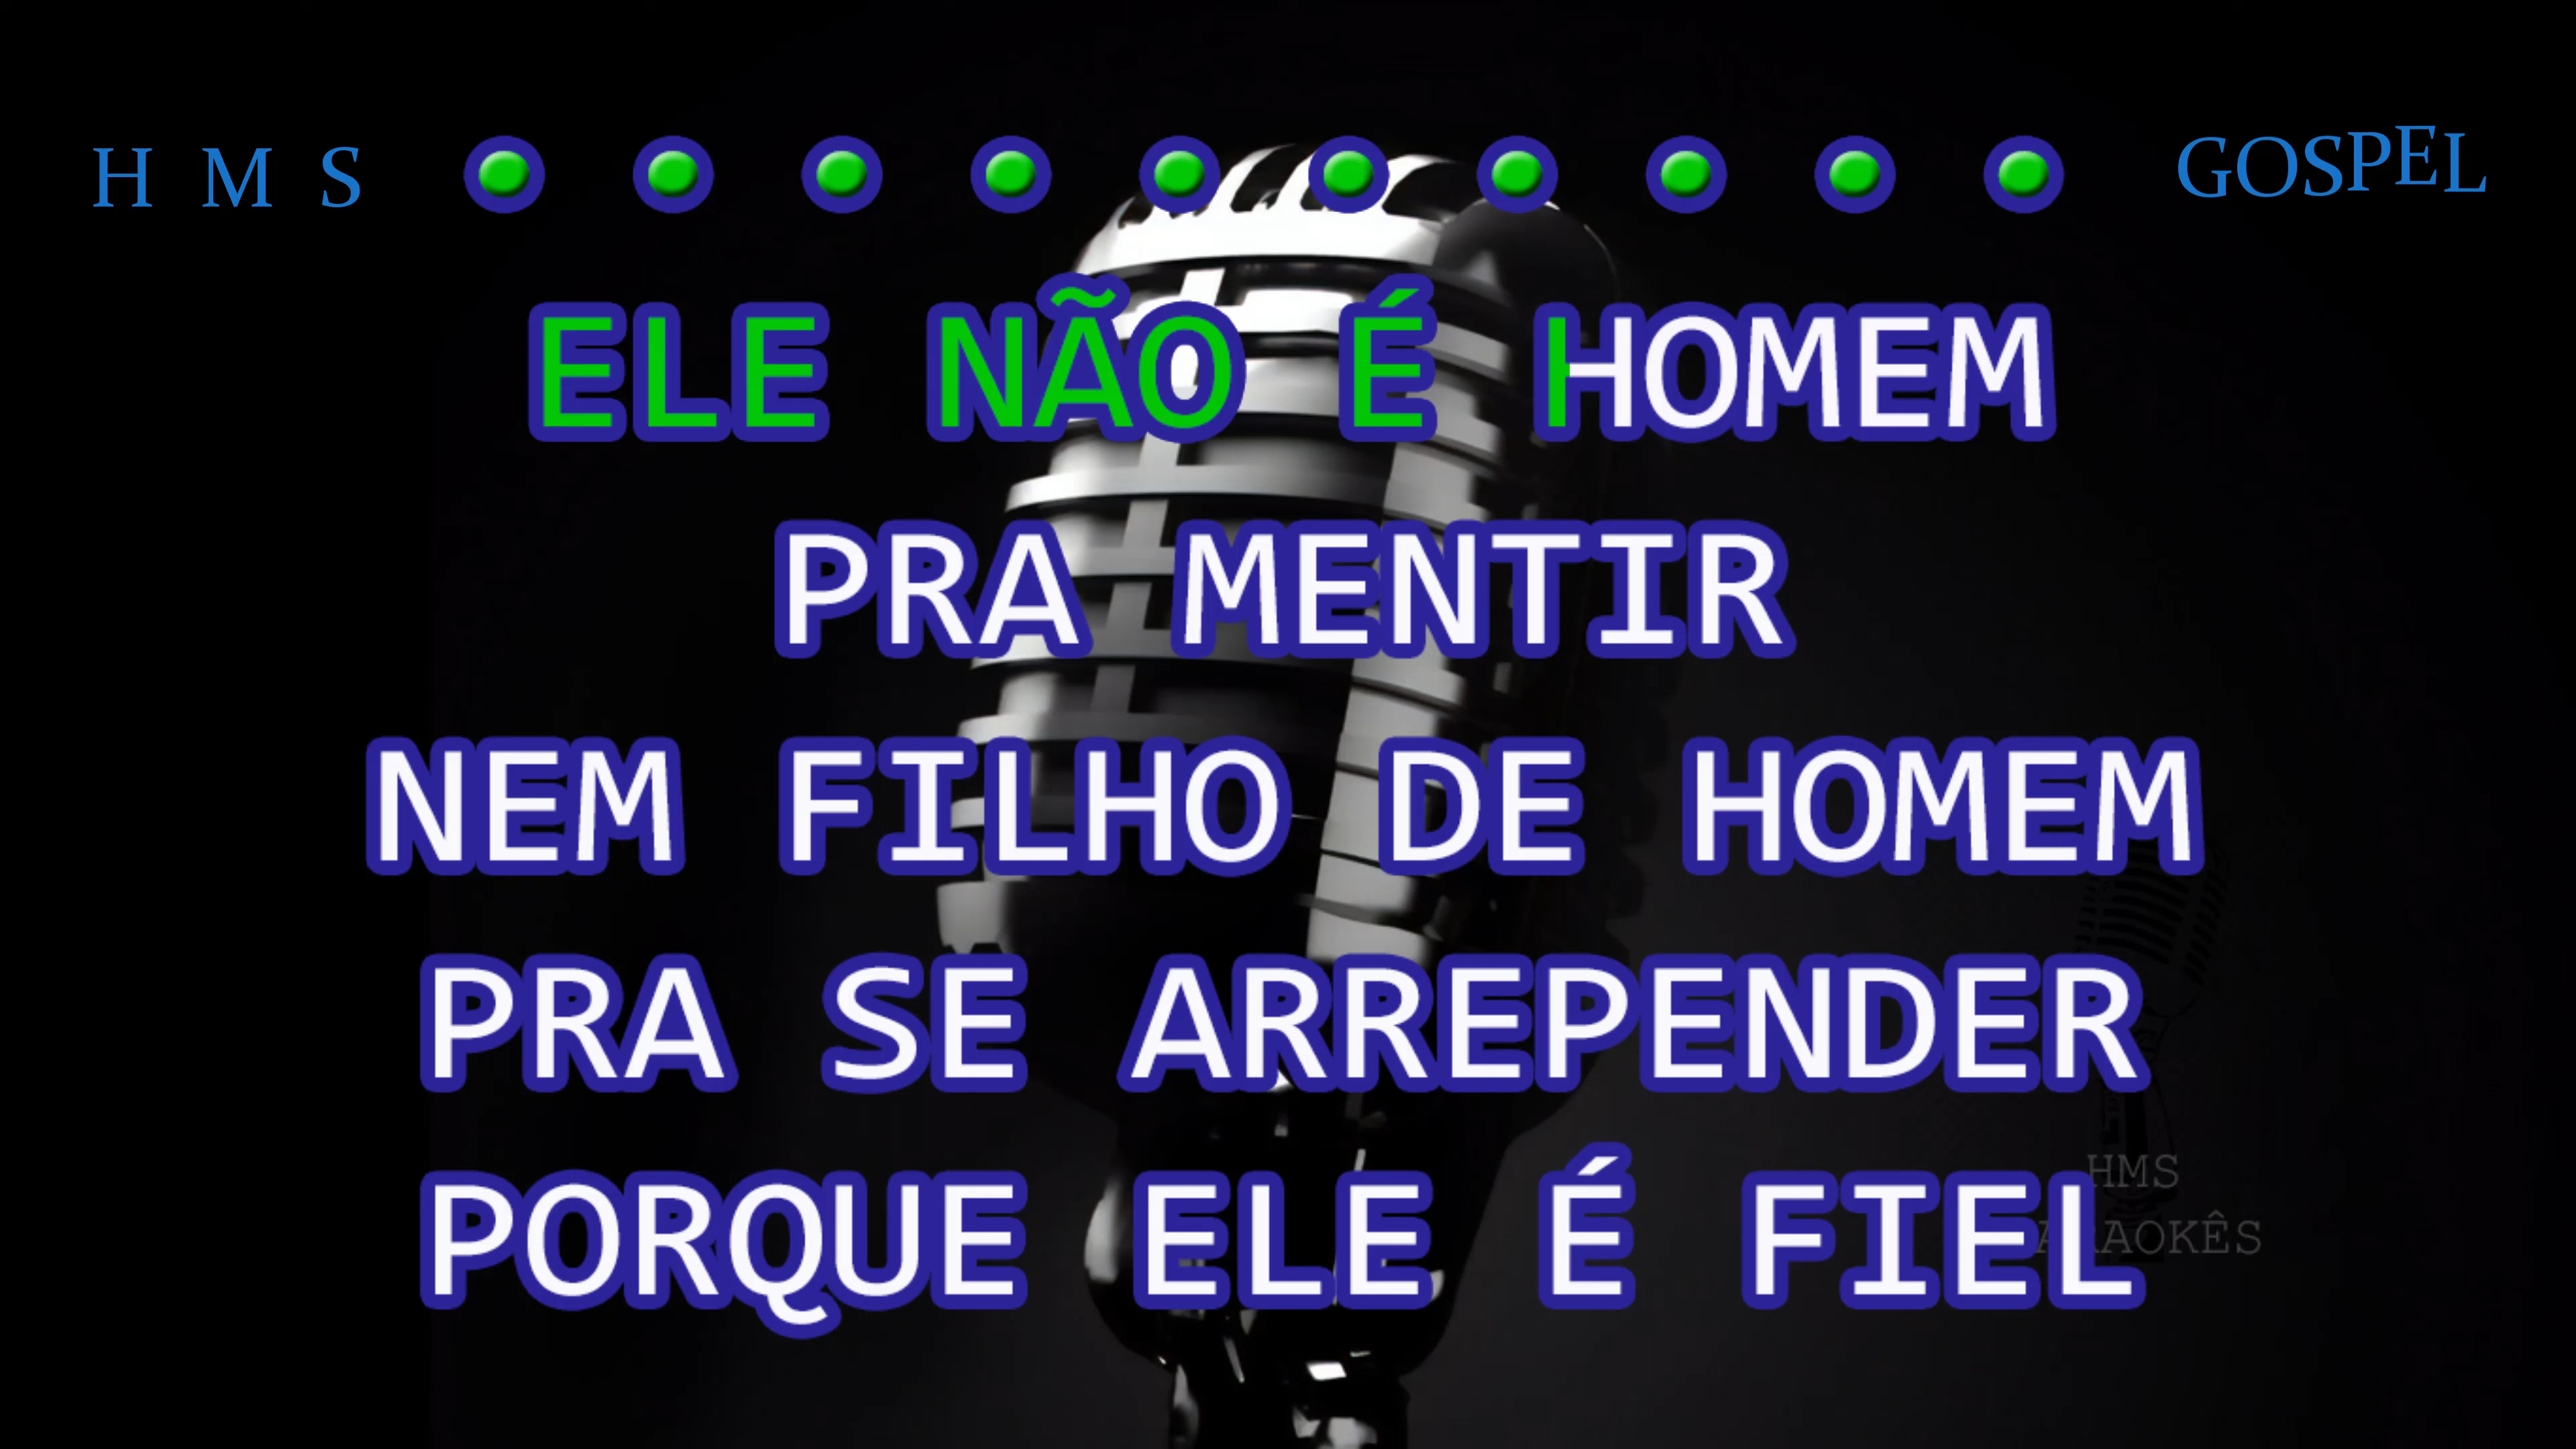 H M S GOSPEL
ELE NÃO É HOMEM
PRA MENTIR
NEM FILHO DE HOMEM
PRA SE ARREPENDER
PORQUE ELE É FIEL
HMS